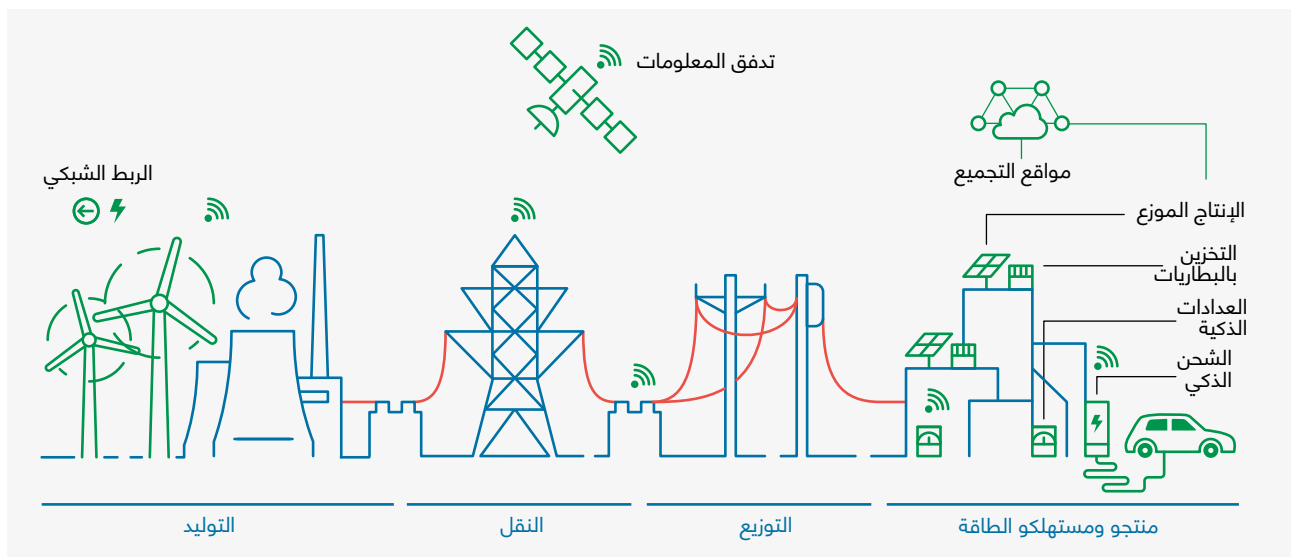 تدفق المعلومات
مواقع التجميع
الربط الشبكي
الإنتاج الموزع
التخزين
بالبطاريات
العدادات
الذكية
الشحن
الذكي
منتجو ومستهلكو الطاقة
التوزيع
النقل
التوليد